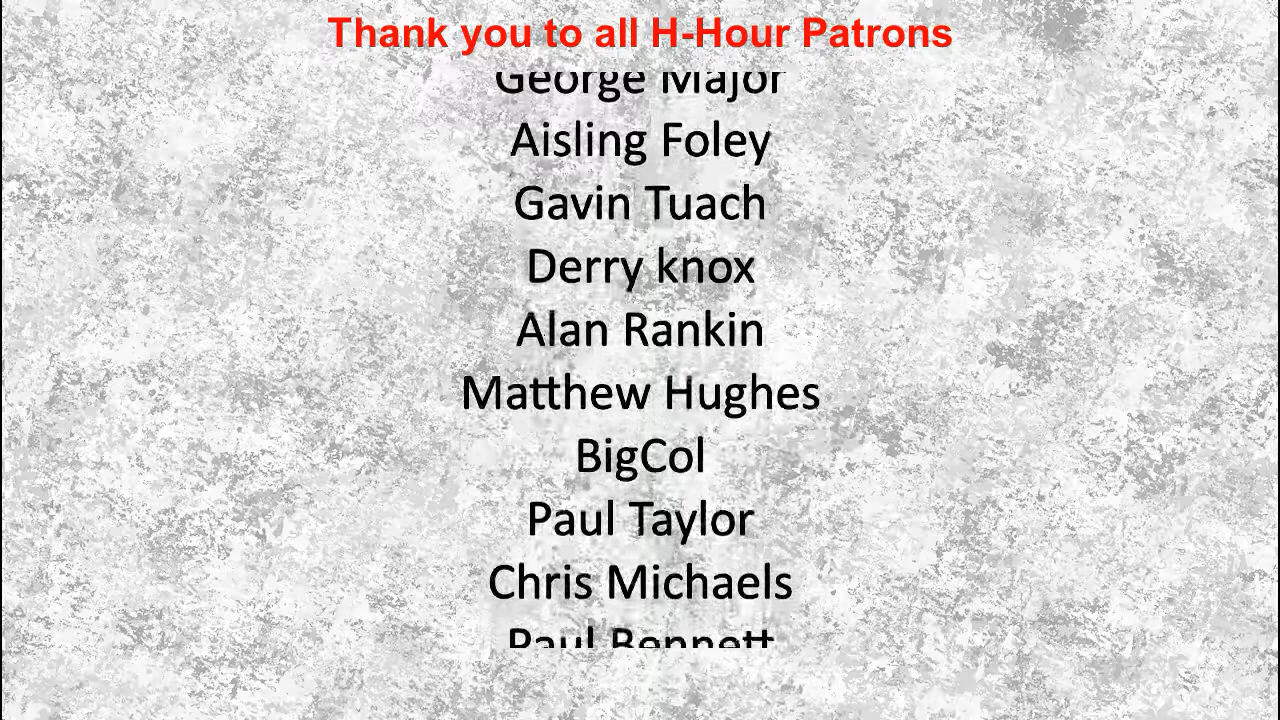 Thank you to all H-Hour Patrons
George Major
Aisling Foley
Gavin Tuach
Derry knox
Alan Rankin
Matthew Hughes
BigCol
Paul Taylor
Chris Michaels
Paul Bennett